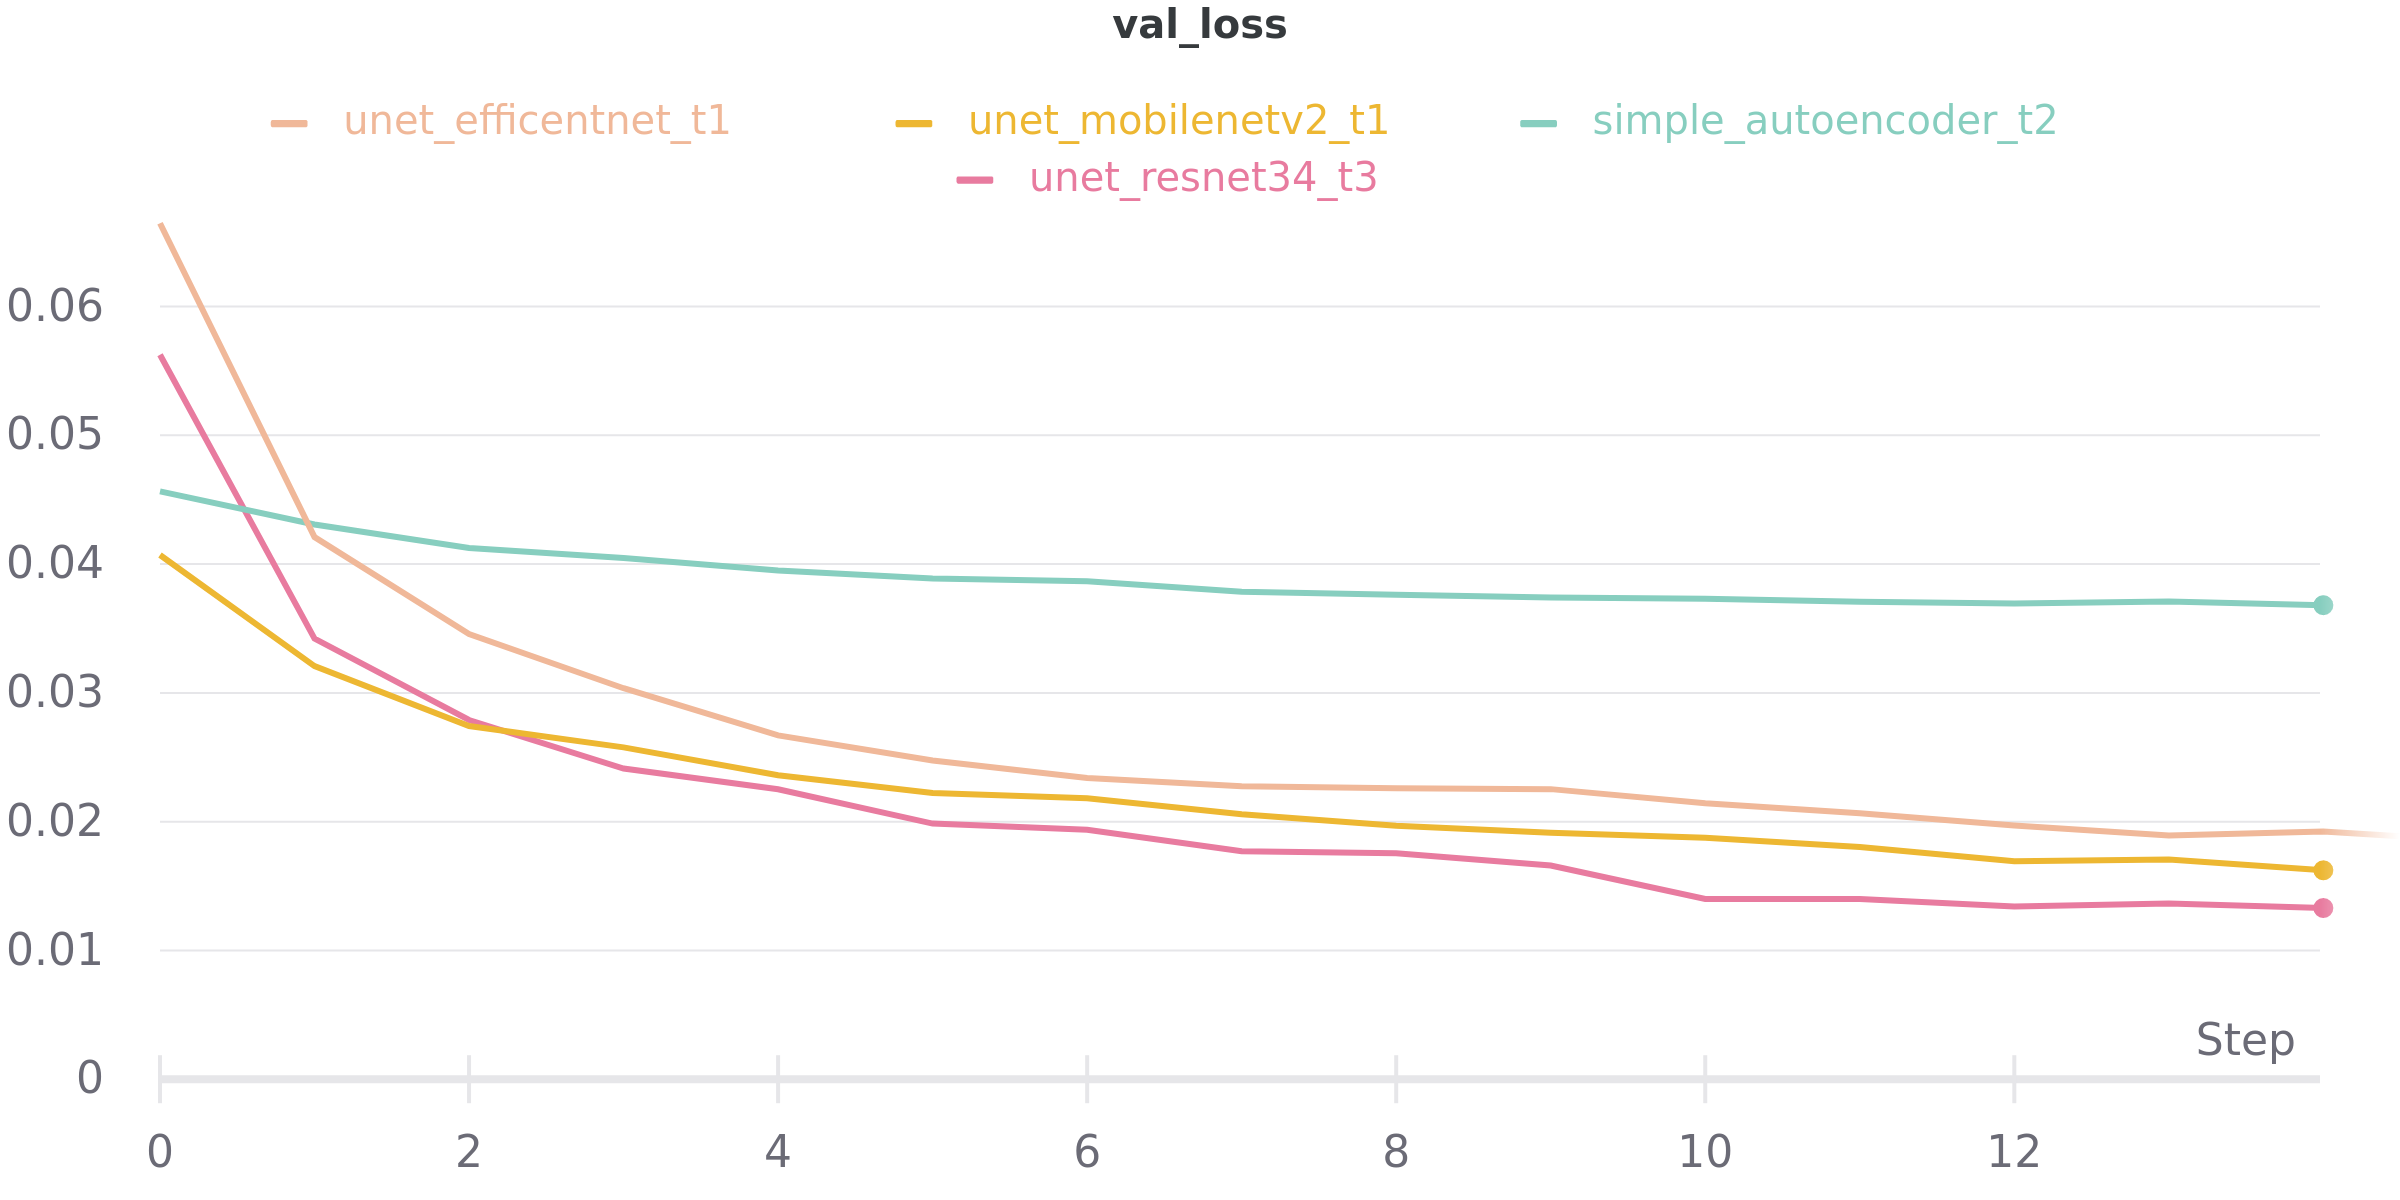 val_loss
unet_efficentnet_t1 unet_mobilenetv2_t1 simple_autoencoder_t2
unet_resnet34_t3
0.06
0.05
0.04
0.03
0.02
0.01
Step
0
0 2 4 6 8 10 12